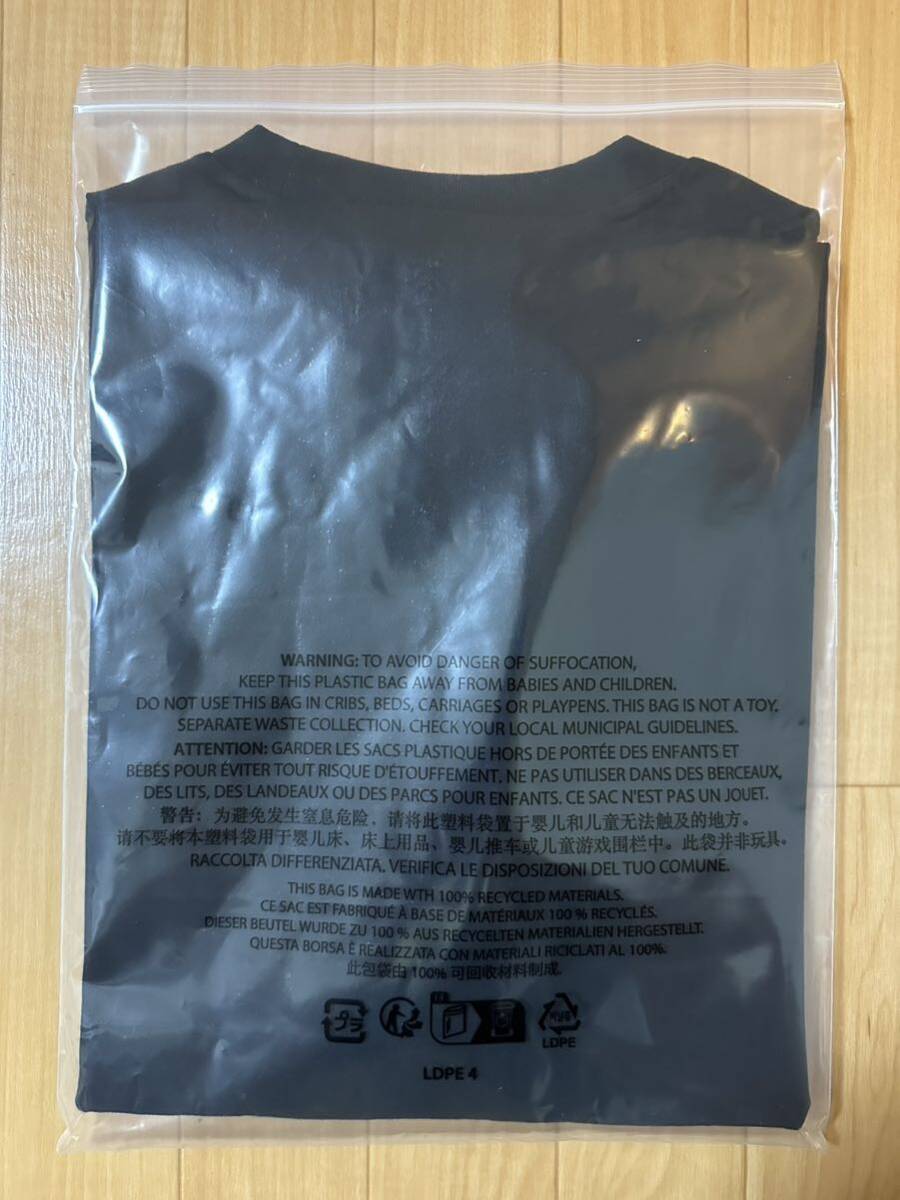 WARNING: TO AVOID DANGER OF SUFFOCATION,
KEEP THIS PLASTIC BAG AWAY FROM BABIES AND CHILDREN.
DO NOT USE THIS BAG IN CRIBS, BEDS, CARRIAGES OR PLAYPENS. THIS BAG IS NOT A TOY.
SEPARATE WASTE COLLECTION. CHECK YOUR LOCAL MUNICIPAL GUIDELINES.
ATTENTION: GARDER LES SACS PLASTIQUE HORS DE PORTÉE DES ENFANTS ET
BÉBÉS POUR ÉVITER TOUT RISQUE D'ÉTOUFFEMENT. NE PAS UTILISER DANS DES BERCEAUX,
DES LITS, DES LANDEAUX OU DES PARCS POUR ENFANTS. CE SAC N'EST PAS UN JOUET.
警告：为避免发生窒息危险，请将此塑料袋置于婴儿和儿童无法触及的地方。
请不要将本塑料袋用于婴儿床、床上用品、婴儿推车或儿童游戏围栏中。此袋并非玩具。
RACCOLTA DIFFERENZIATA. VERIFICA LE DISPOSIZIONI DEL TUO COMUNE.
THIS BAG IS MADE WTH 100% RECYCLED MATERIALS.
CE SAC EST FABRIQUÉ À BASE DE MATÉRIAUX 100 % RECYCLÉS.
DIESER BEUTEL WURDE ZU 100 % AUS RECYCELTEN MATERIALIEN HERGESTELLT.
QUESTA BORSA È REALIZZATA CON MATERIALI RICICLATI AL 100%.
此包袋由 100% 可回收材料制成.
プラ
LDPE
LDPE 4